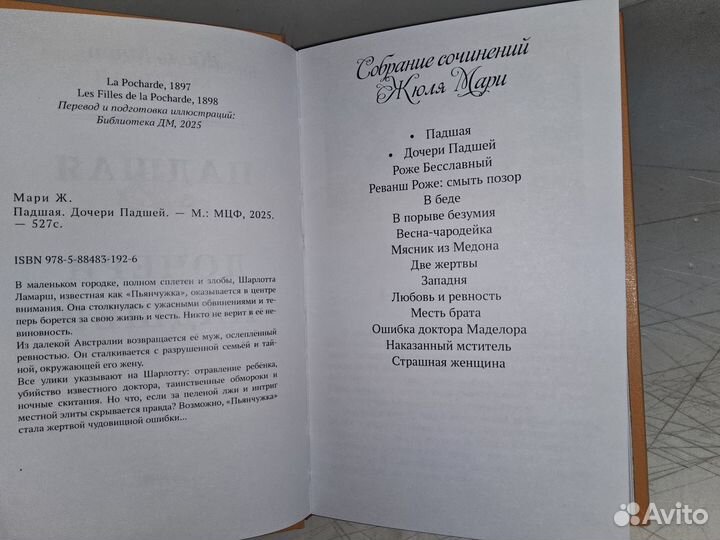 La Pocharde, 1897
Les Filles de la Pocharde, 1898
Перевод и подготовка иллюстраций:
Библиотека ДМ, 2025
Мари Ж.
Падшая. Дочери Падшей. — М.: МЦФ, 2025.
— 527с.
ISBN 978-5-88485-192-6
В маленьком городке, полном сплетен и злобы, Шарлотта
Ламарш, известная как «Пьянчужка», оказывается в центре
внимания. Она столкнулась с ужасными обвинениями и те-
перь борется за свою жизнь и честь. Никто не верит в её не-
виновность.
Из далекой Австралии возвращается её муж, ослеплённый
ревностью. Он сталкивается с разрушенной семьей и тай-
ной, окружающей его жену.
Все улики указывают на Шарлотту: отравление ребёнка,
убийство известного доктора, таинственные обмороки и
ночные скитания. Но что, если за пеленой лжи и интриг
местной элиты скрывается правда? Возможно, «Пьянчужка»
стала жертвой чудовищной ошибки...
Собрание сочинений
Жюля Мари
• Падшая
• Дочери Падшей
Роже Бесславный
Реванш Роже: смыть позор
В беде
В порыве безумия
Весна-чародейка
Мясник из Медона
Две жертвы
Западня
Любовь и ревность
Месть брата
Ошибка доктора Маделора
Наказанный мститель
Страшная женщина
Avito